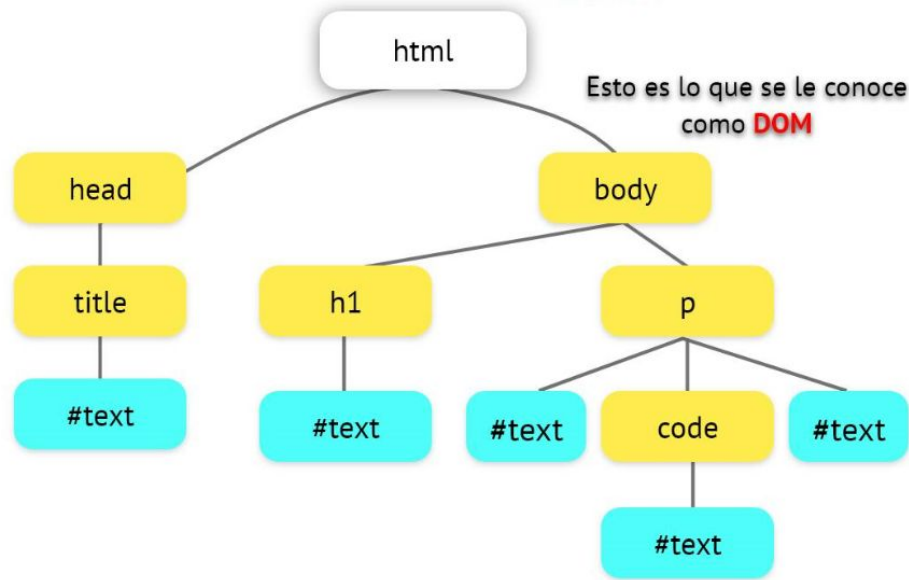 html
Esto es lo que se le conoce
como DOM
head
body
title
h1
p
#text
#text
#text
code
#text
#text